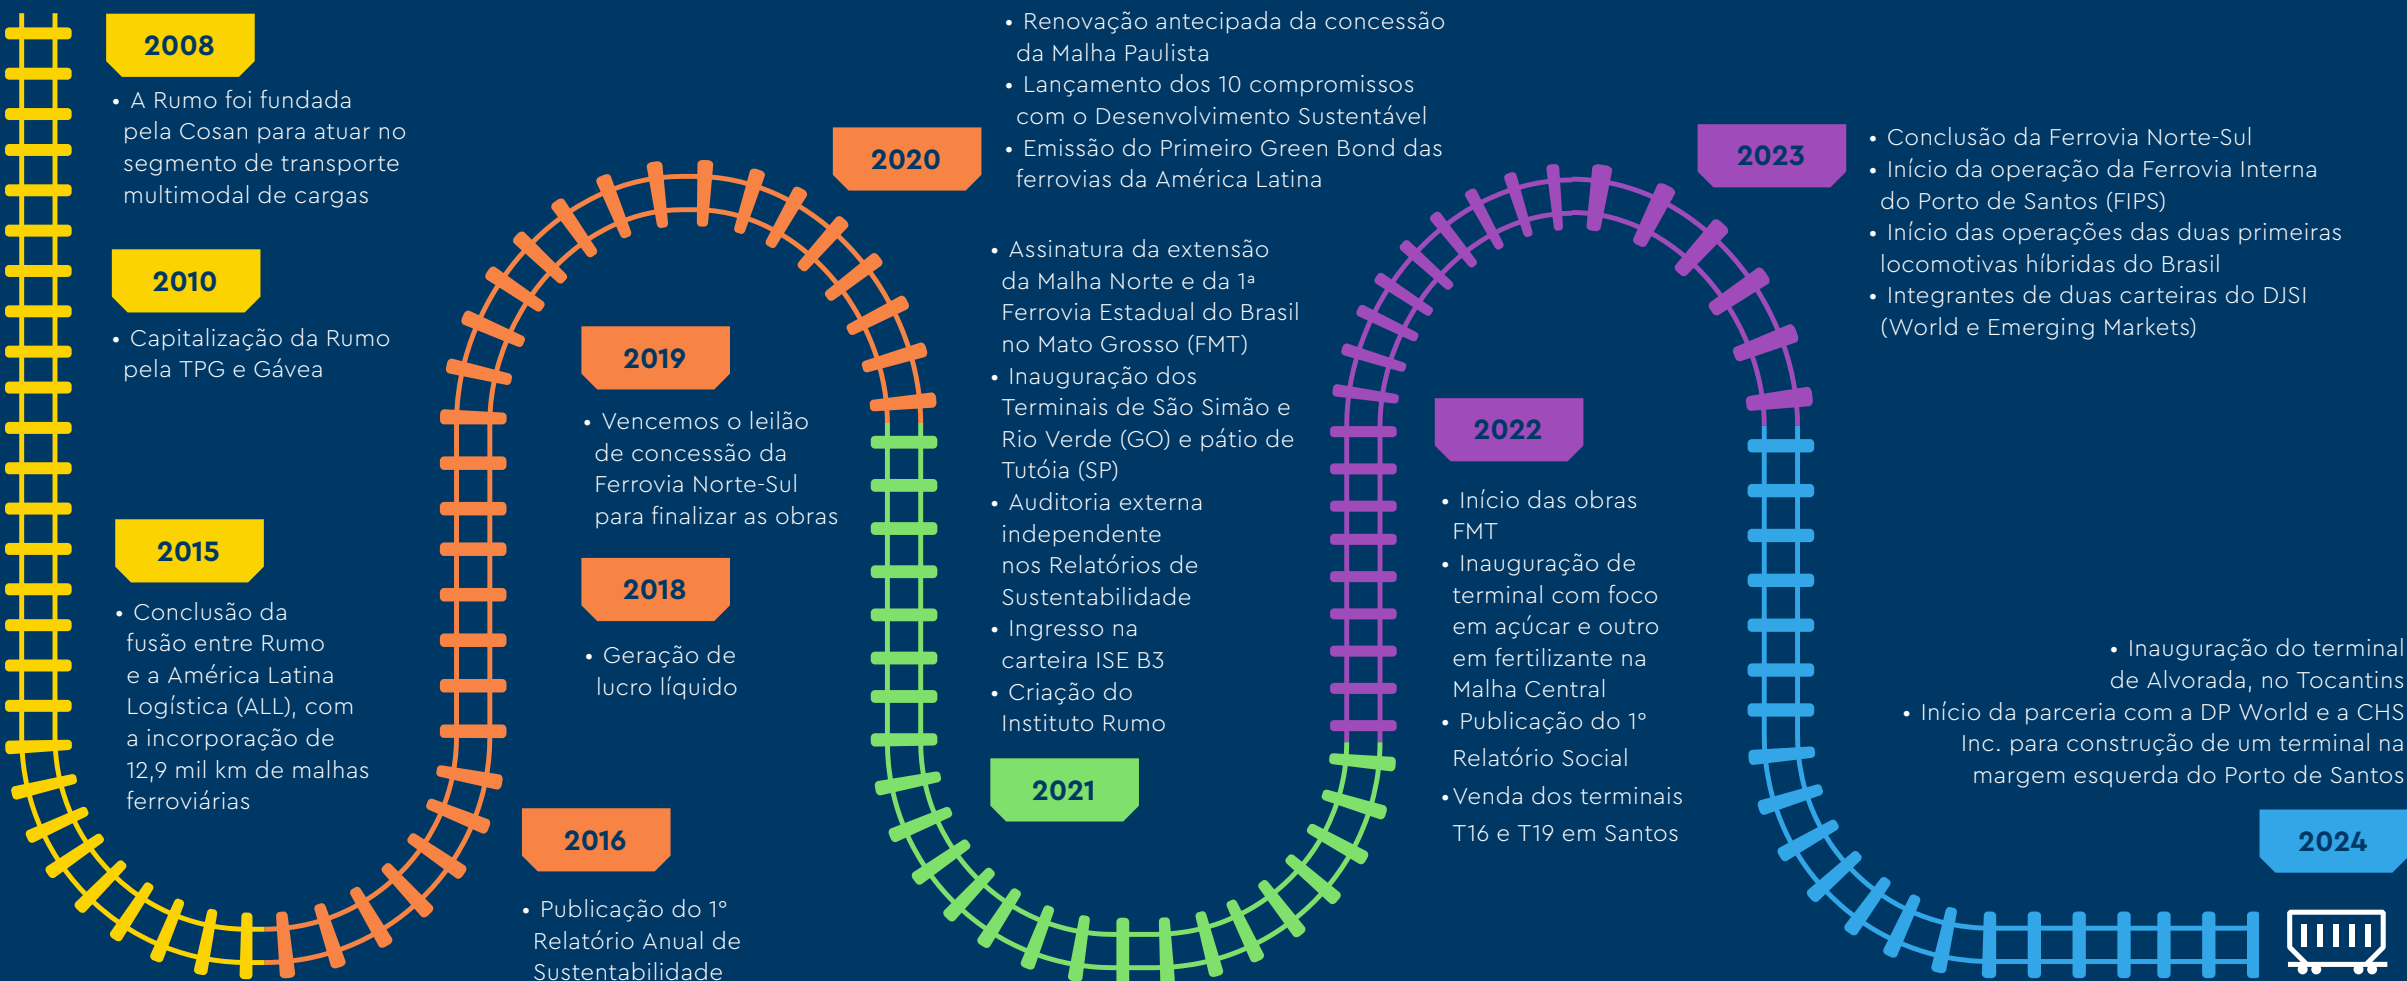 2008
• A Rumo foi fundada
pela Cosan para atuar no
segmento de transporte
multimodal de cargas
2010
• Capitalização da Rumo
pela TPG e Gávea
2015
• Conclusão da
fusão entre Rumo
e a América Latina
Logística (ALL), com
a incorporação de
12,9 mil km de malhas
ferroviárias
2016
• Publicação do 1°
Relatório Anual de
Sustentabilidade
2018
• Geração de
lucro líquido
2019
• Vencemos o leilão
de concessão da
Ferrovia Norte-Sul
para finalizar as obras
2020
• Renovação antecipada da concessão
da Malha Paulista
• Lançamento dos 10 compromissos
com o Desenvolvimento Sustentável
• Emissão do Primeiro Green Bond das
ferrovias da América Latina
• Assinatura da extensão
da Malha Norte e da 1ª
Ferrovia Estadual do Brasil
no Mato Grosso (FMT)
• Inauguração dos
Terminais de São Simão e
Rio Verde (GO) e pátio de
Tutóia (SP)
• Auditoria externa
independente
nos Relatórios de
Sustentabilidade
• Ingresso na
carteira ISE B3
• Criação do
Instituto Rumo
2021
2022
• Início das obras
FMT
• Inauguração de
terminal com foco
em açúcar e outro
em fertilizante na
Malha Central
• Publicação do 1°
Relatório Social
• Venda dos terminais
T16 e T19 em Santos
2023
• Conclusão da Ferrovia Norte-Sul
• Início da operação da Ferrovia Interna
do Porto de Santos (FIPS)
• Início das operações das duas primeiras
locomotivas híbridas do Brasil
• Integrantes de duas carteiras do DJSI
(World e Emerging Markets)
• Inauguração do terminal
de Alvorada, no Tocantins
• Início da parceria com a DP World e a CHS
Inc. para construção de um terminal na
margem esquerda do Porto de Santos
2024